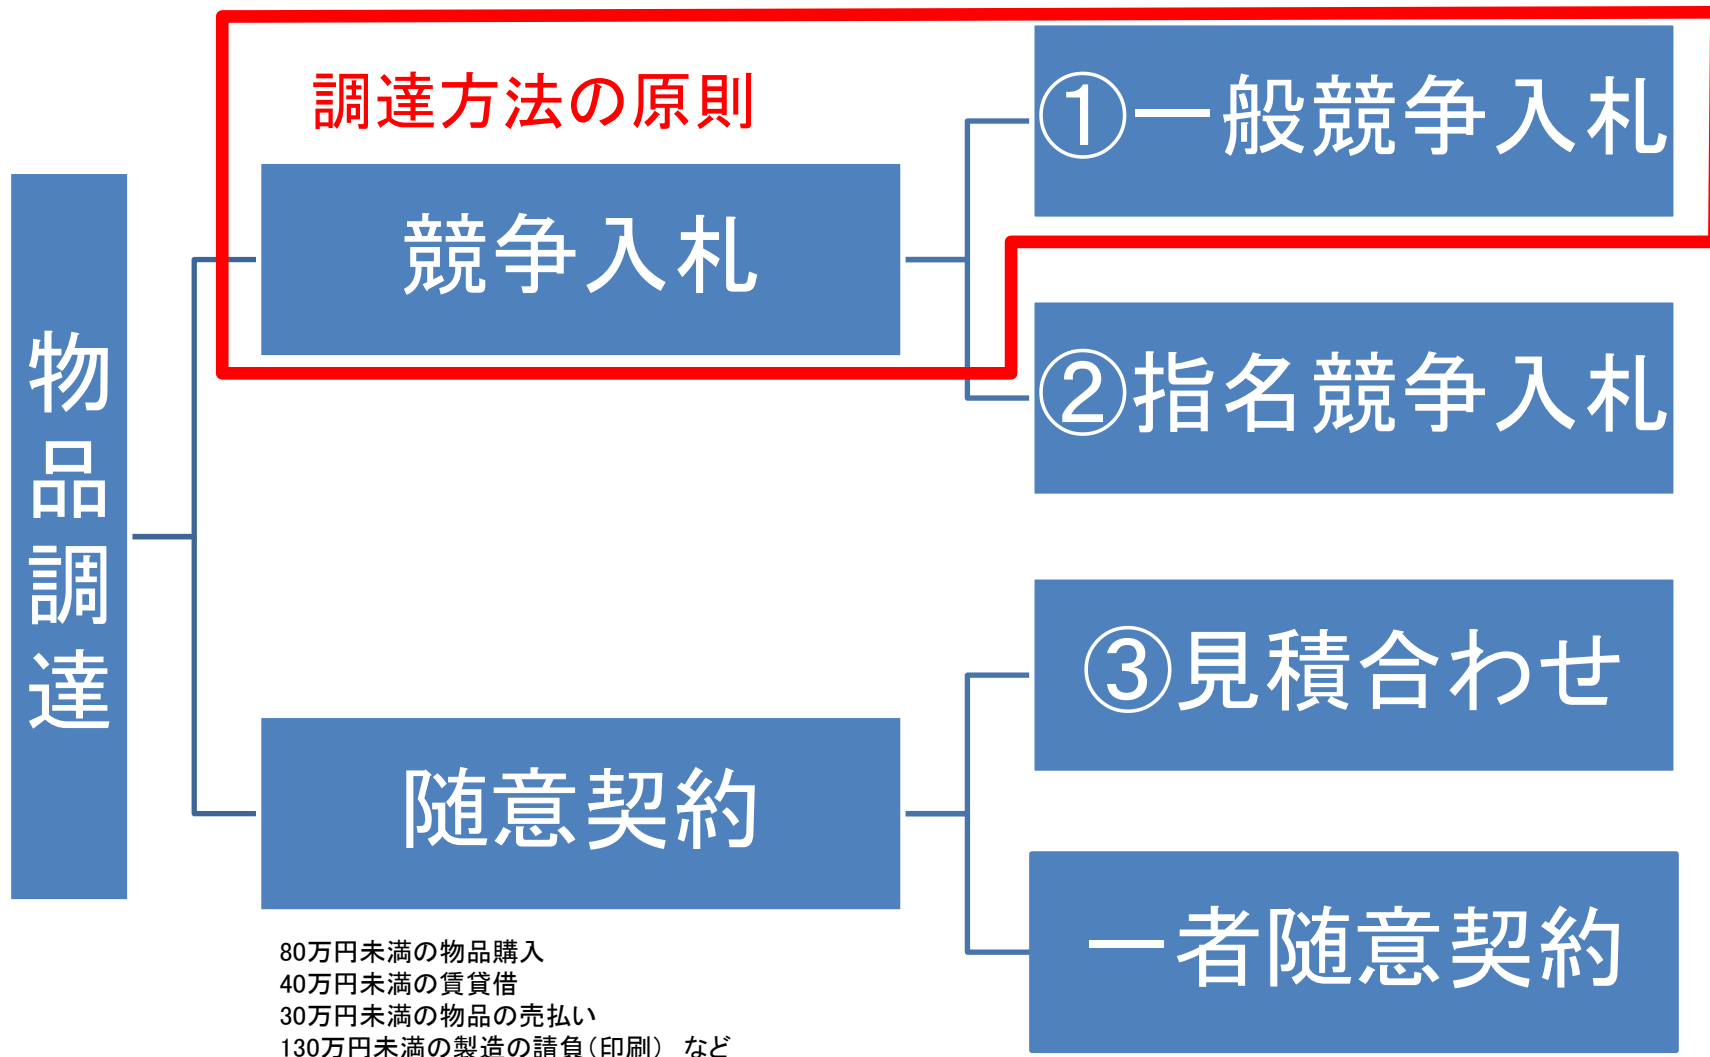 物品調達
調達方法の原則
競争入札
①一般競争入札
②指名競争入札
随意契約
③見積合わせ
一者随意契約
80万円未満の物品購入
40万円未満の賃貸借
30万円未満の物品の売払い
130万円未満の製造の請負(印刷) など